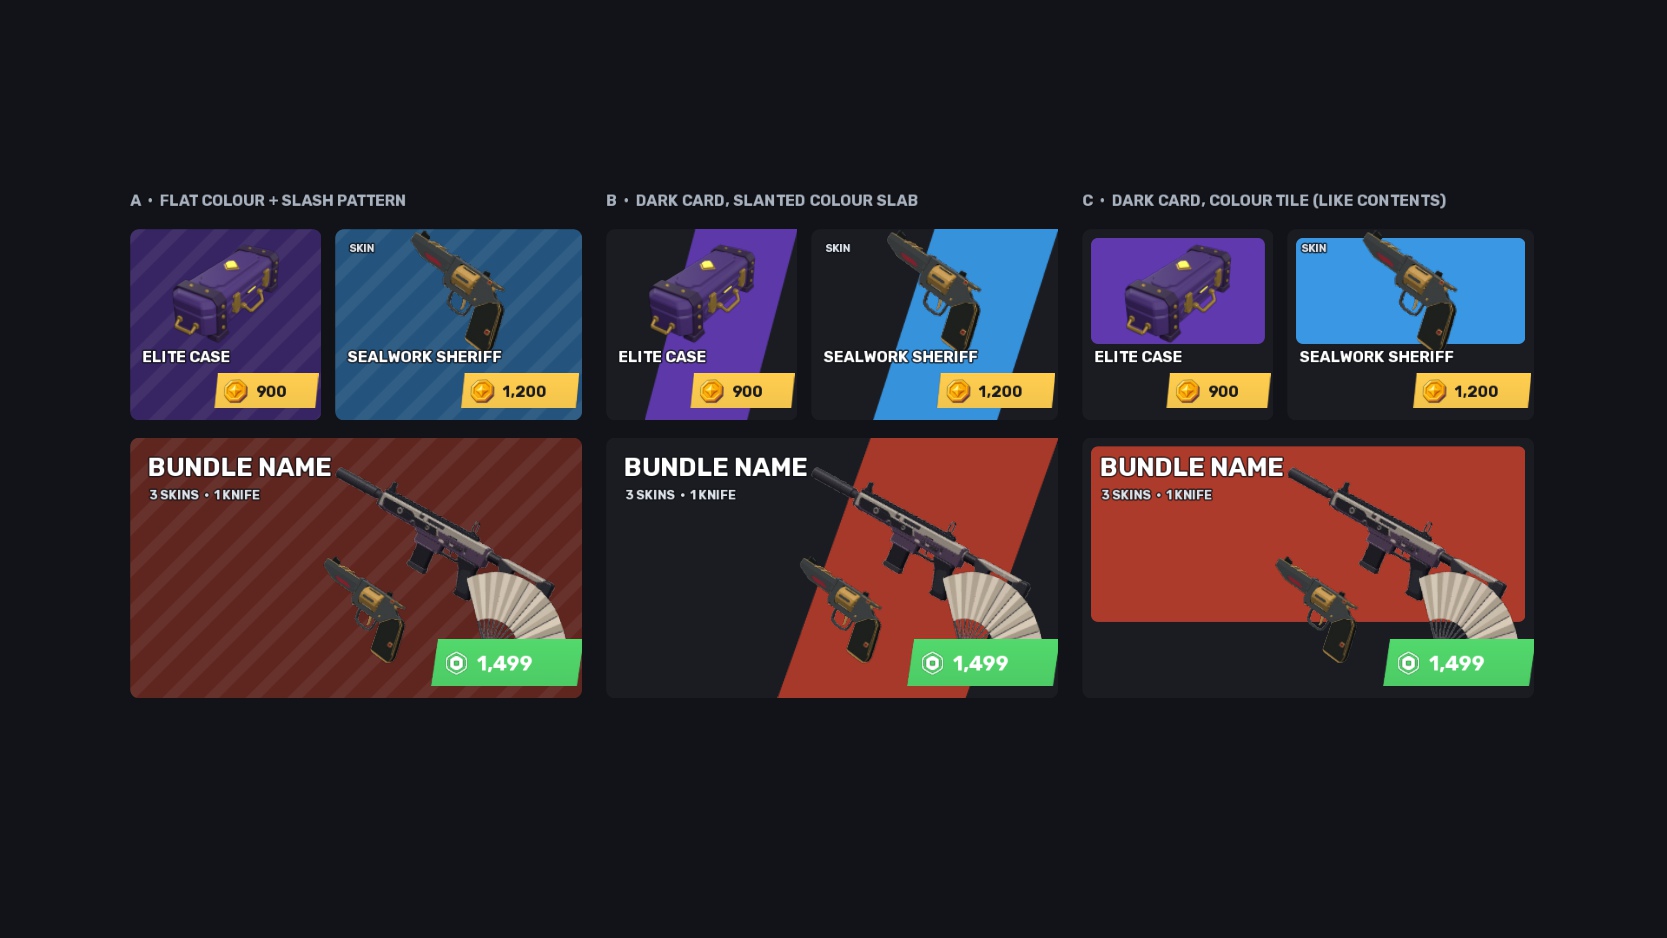 A • FLAT COLOUR + SLASH PATTERN
SKIN
ELITE CASE
900
SEALWORK SHERIFF
1,200
BUNDLE NAME
3 SKINS • 1 KNIFE
1,499
B • DARK CARD, SLANTED COLOUR SLAB
SKIN
ELITE CASE
900
SEALWORK SHERIFF
1,200
BUNDLE NAME
3 SKINS • 1 KNIFE
1,499
C • DARK CARD, COLOUR TILE (LIKE CONTENTS)
SKIN
ELITE CASE
900
SEALWORK SHERIFF
1,200
BUNDLE NAME
3 SKINS • 1 KNIFE
1,499